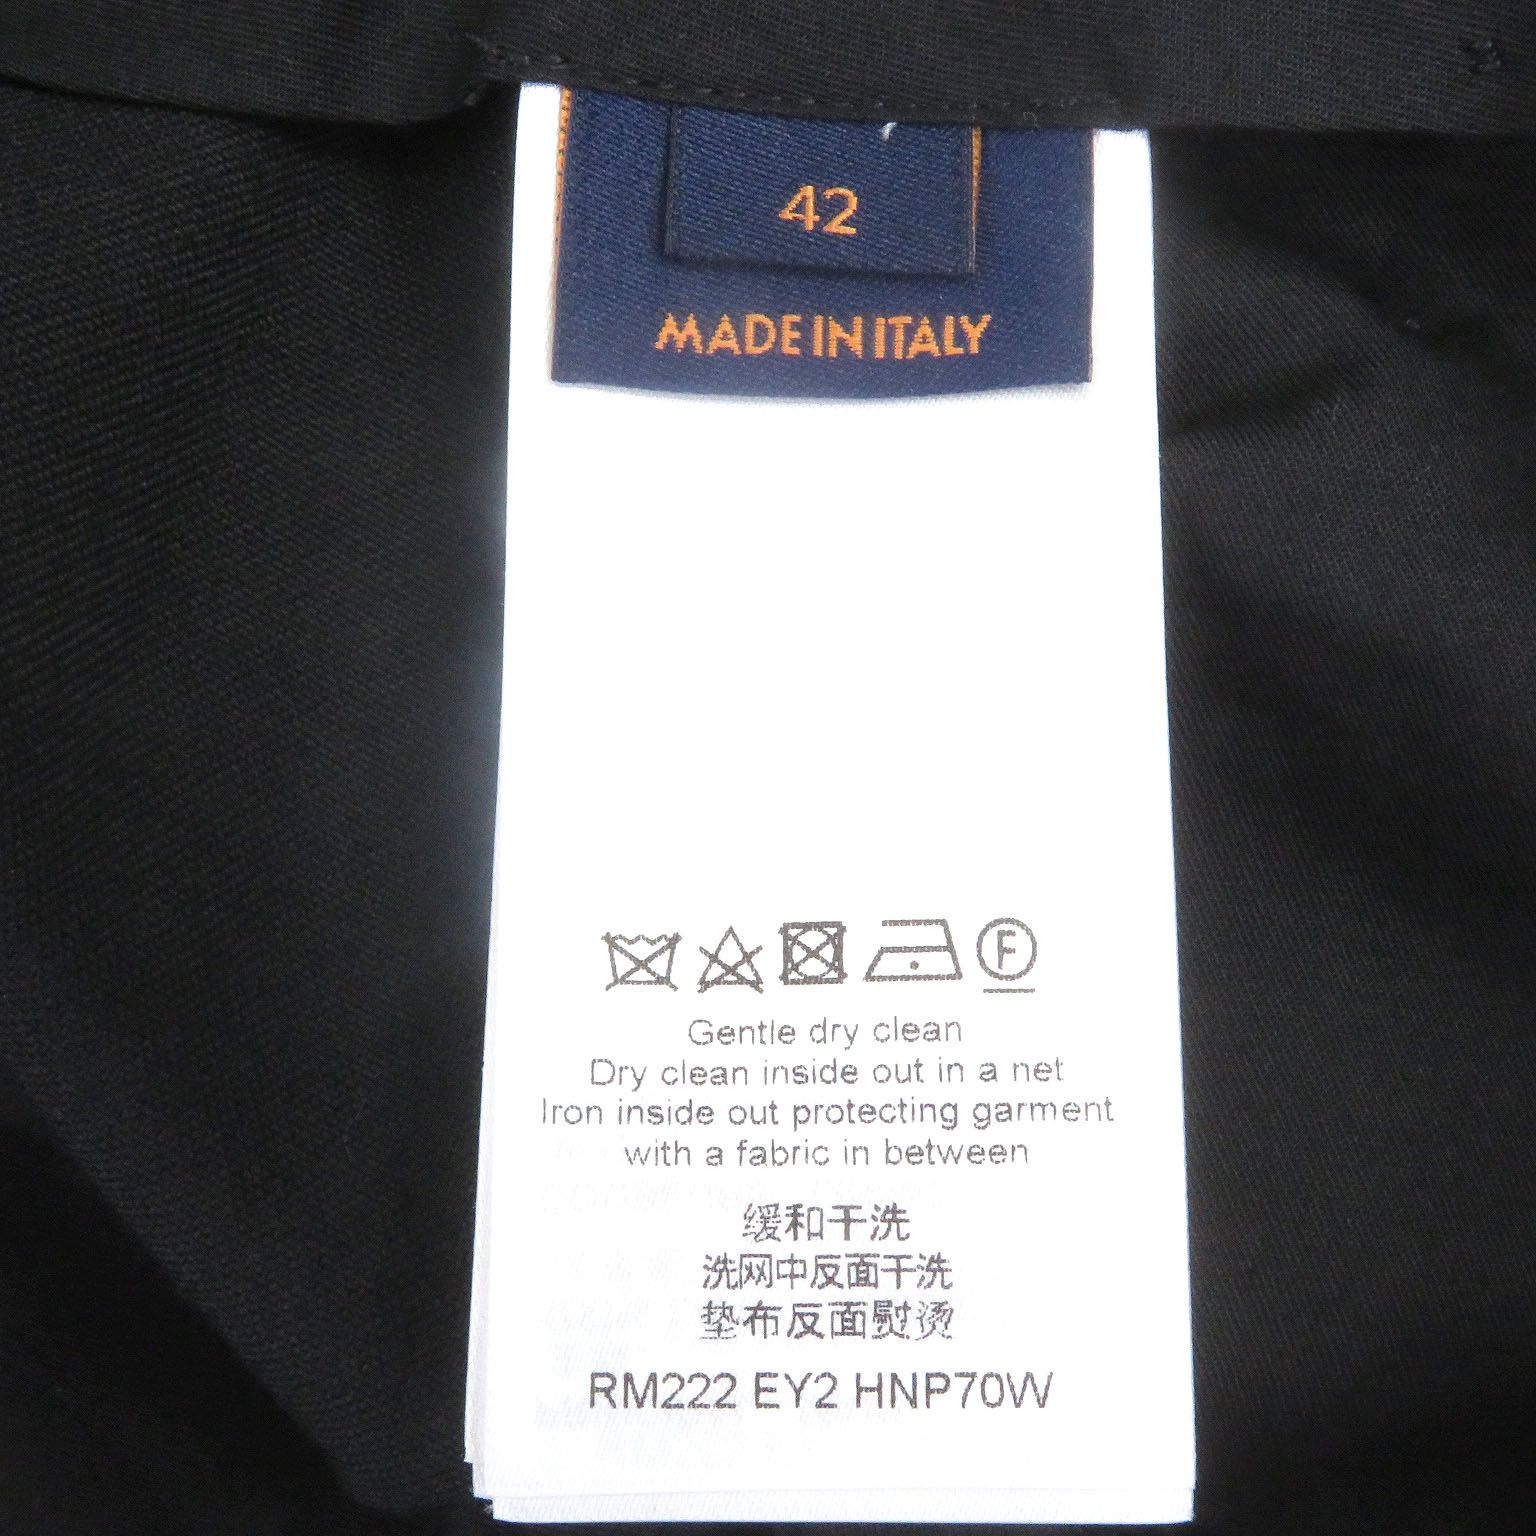 42
MADE IN ITALY
F
Gentle dry clean
Dry clean inside out in a net
Iron inside out protecting garment
with a fabric in between
缓和干洗
洗网中反面干洗
垫布反面熨烫
RM222 EY2 HNP70W